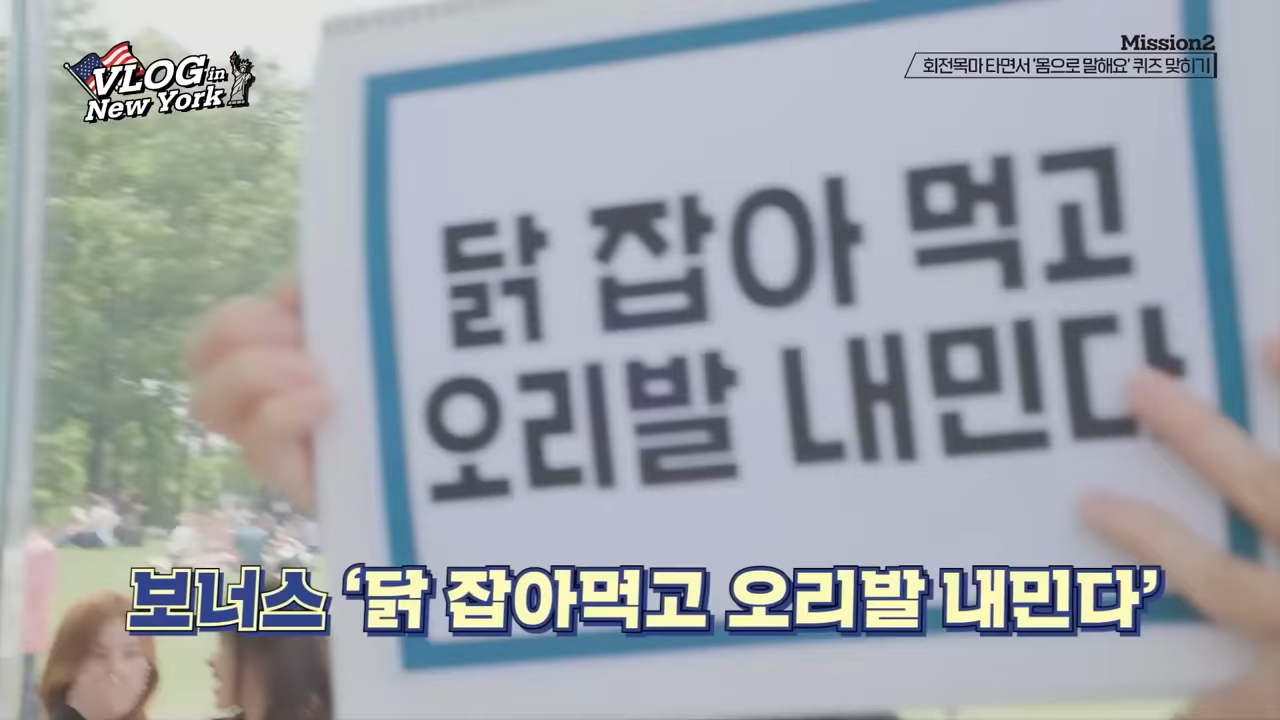 VLOG in
New York
Mission2
회전목마 타면서 '몸으로 말해요' 퀴즈 맞히기
닭 잡아 먹고
오리발 내민다
보너스 ‘닭 잡아먹고 오리발 내민다’